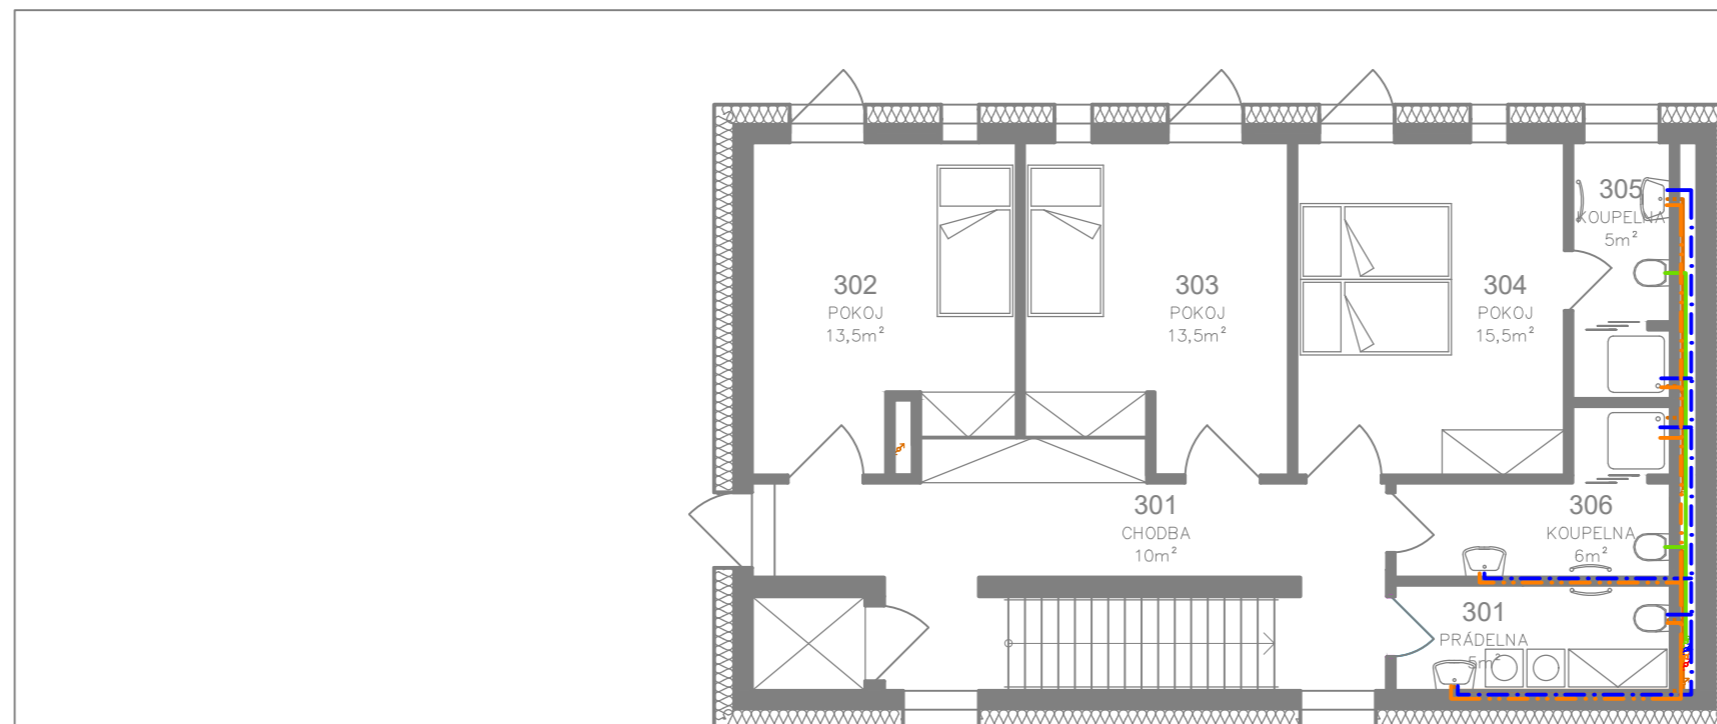 305
KOUPELNA
5m²
302
POKOJ
13,5m²
303
POKOJ
13,5m²
304
POKOJ
15,5m²
301
CHODBA
10m²
306
KOUPELNA
6m²
301
PRÁDELNA
5m²